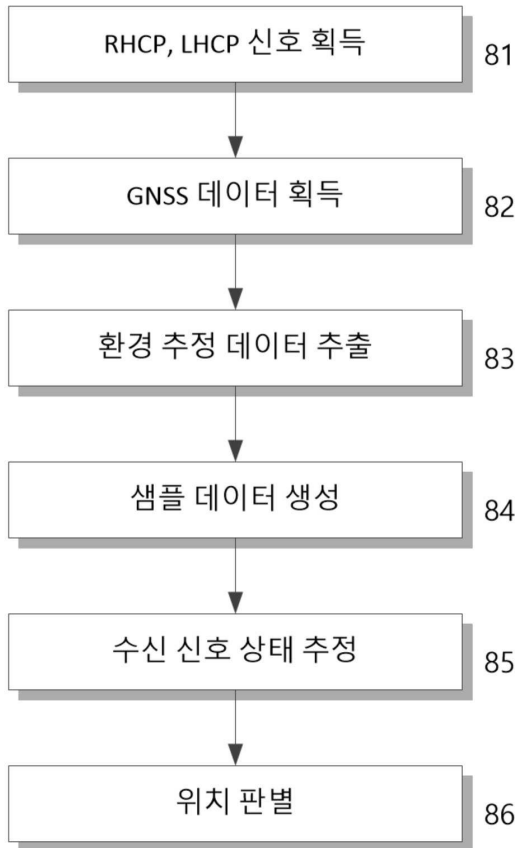 RHCP, LHCP 신호 획득
81
GNSS 데이터 획득
82
환경 추정 데이터 추출
83
샘플 데이터 생성
84
수신 신호 상태 추정
85
위치 판별
86